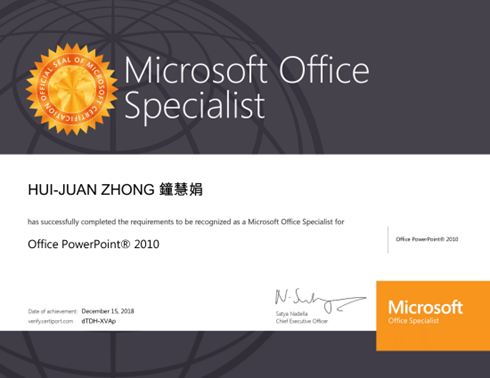 OFFICIAL SEAL OF MICROSOFT CERTIFICATION
Microsoft Office
Specialist
HUI-JUAN ZHONG 鐘慧娟
has successfully completed the requirements to be recognized as a Microsoft Office Specialist for
Office PowerPoint® 2010
Office PowerPoint® 2010
Satya Nadella
Chief Executive Officer
Date of achievement: December 15, 2018
verify.certiport.com dTDH-XVAp
Microsoft
Office Specialist